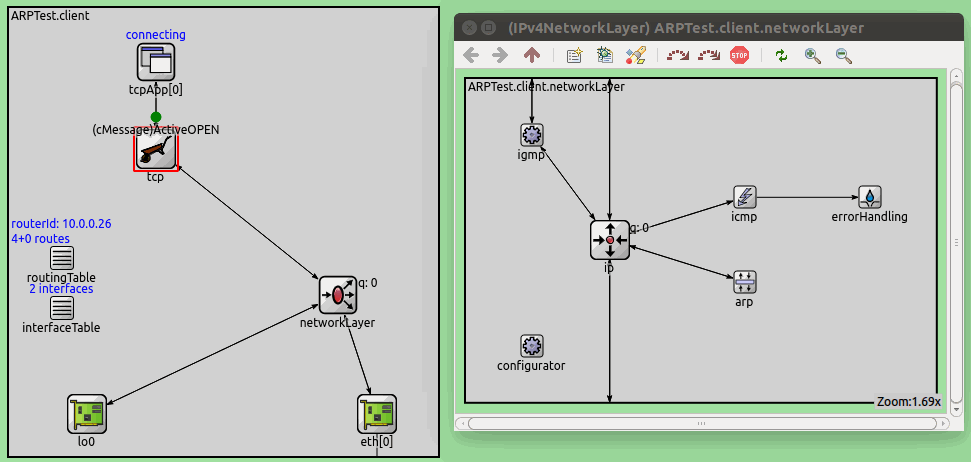 ARPTest.client
connecting
tcpApp[0]
(cMessage)ActiveOPEN
tcp
routerId: 10.0.0.26
4+0 routes
routingTable
2 interfaces
interfaceTable
q: 0
networkLayer
lo0
eth[0]
(IPv4NetworkLayer) ARPTest.client.networkLayer
STOP
ARPTest.client.networkLayer
igmp
q: 0
ip
icmp
errorHandling
arp
configurator
Zoom:1.69x